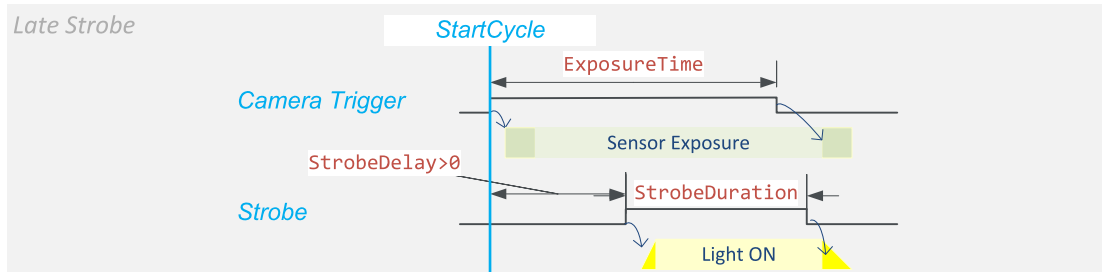 Late Strobe
StartCycle
ExposureTime
Camera Trigger
Sensor Exposure
StrobeDelay>0
StrobeDuration
Strobe
Light ON